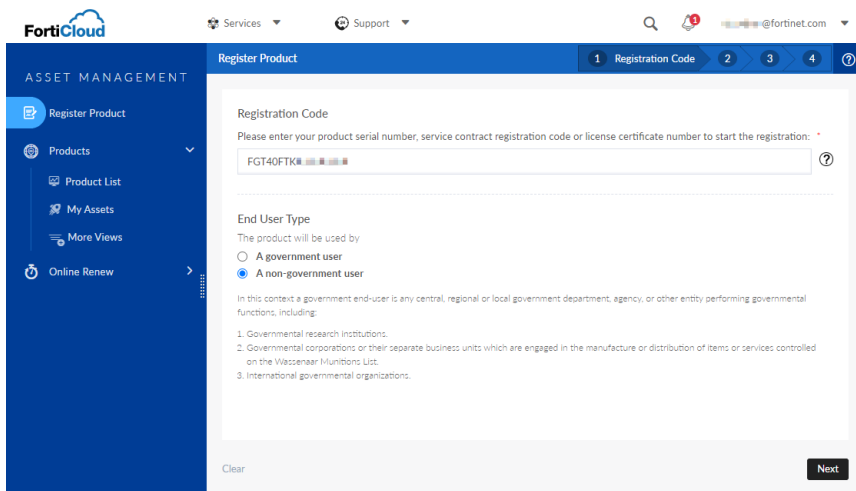 FortiCloud
Services
Support
1
@fortinet.com
ASSET MANAGEMENT
Register Product
Products
Product List
My Assets
More Views
Online Renew
Register Product
1 Registration Code 2 3 4
Registration Code
Please enter your product serial number, service contract registration code or license certificate number to start the registration: *
FGT40FTK
End User Type
The product will be used by
A government user
A non-government user
In this context a government end-user is any central, regional or local government department, agency, or other entity performing governmental
functions, including:
1. Governmental research institutions.
2. Governmental corporations or their separate business units which are engaged in the manufacture or distribution of items or services controlled
on the Wassenaar Munitions List.
3. International governmental organizations.
Clear
Next